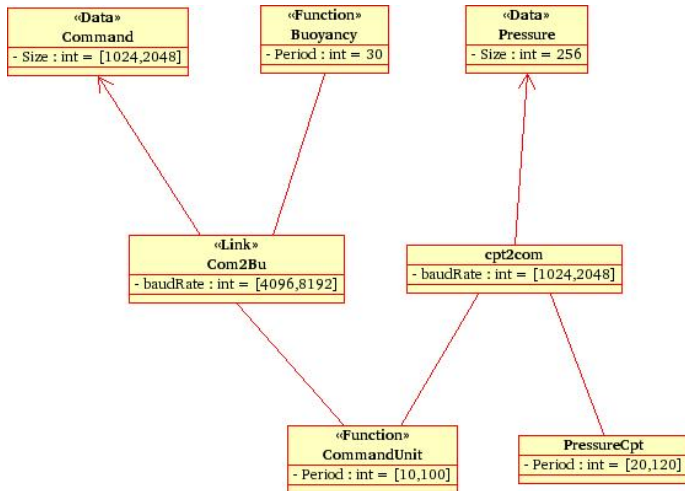 «Data»
Command
- Size : int = [1024,2048]
«Function»
Buoyancy
- Period : int = 30
«Data»
Pressure
- Size : int = 256
«Link»
Com2Bu
- baudRate : int = [4096,8192]
cpt2com
- baudRate : int = [1024,2048]
«Function»
CommandUnit
- Period : int = [10,100]
PressureCpt
- Period : int = [20,120]